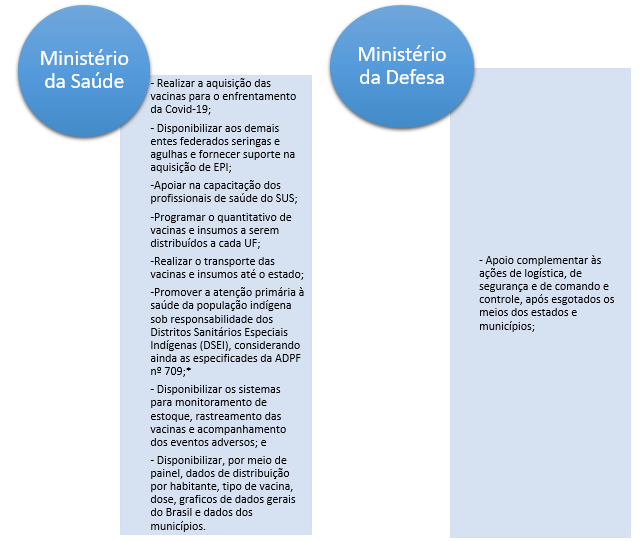 Ministério
da Saúde
- Realizar a aquisição das
vacinas para o enfrentamento
da Covid-19;
- Disponibilizar aos demais
entes federados seringas e
agulhas e fornecer suporte na
aquisição de EPI;
-Apoiar na capacitação dos
profissionais de saúde do SUS;
-Programar o quantitativo de
vacinas e insumos a serem
distribuídos a cada UF;
-Realizar o transporte das
vacinas e insumos até o estado;
-Promover a atenção primária à
saúde da população indígena
sob responsabilidade dos
Distritos Sanitários Especiais
Indígenas (DSEI), considerando
ainda as especificades da ADPF
nº 709;*
- Disponibilizar os sistemas
para monitoramento de
estoque, rastreamento das
vacinas e acompanhamento
dos eventos adversos; e
- Disponibilizar, por meio de
painel, dados de distribuição
por habitante, tipo de vacina,
dose, graficos de dados gerais
do Brasil e dados dos
municípios.
Ministério
da Defesa
- Apoio complementar às
ações de logística, de
segurança e de comando e
controle, após esgotados os
meios dos estados e
municípios;